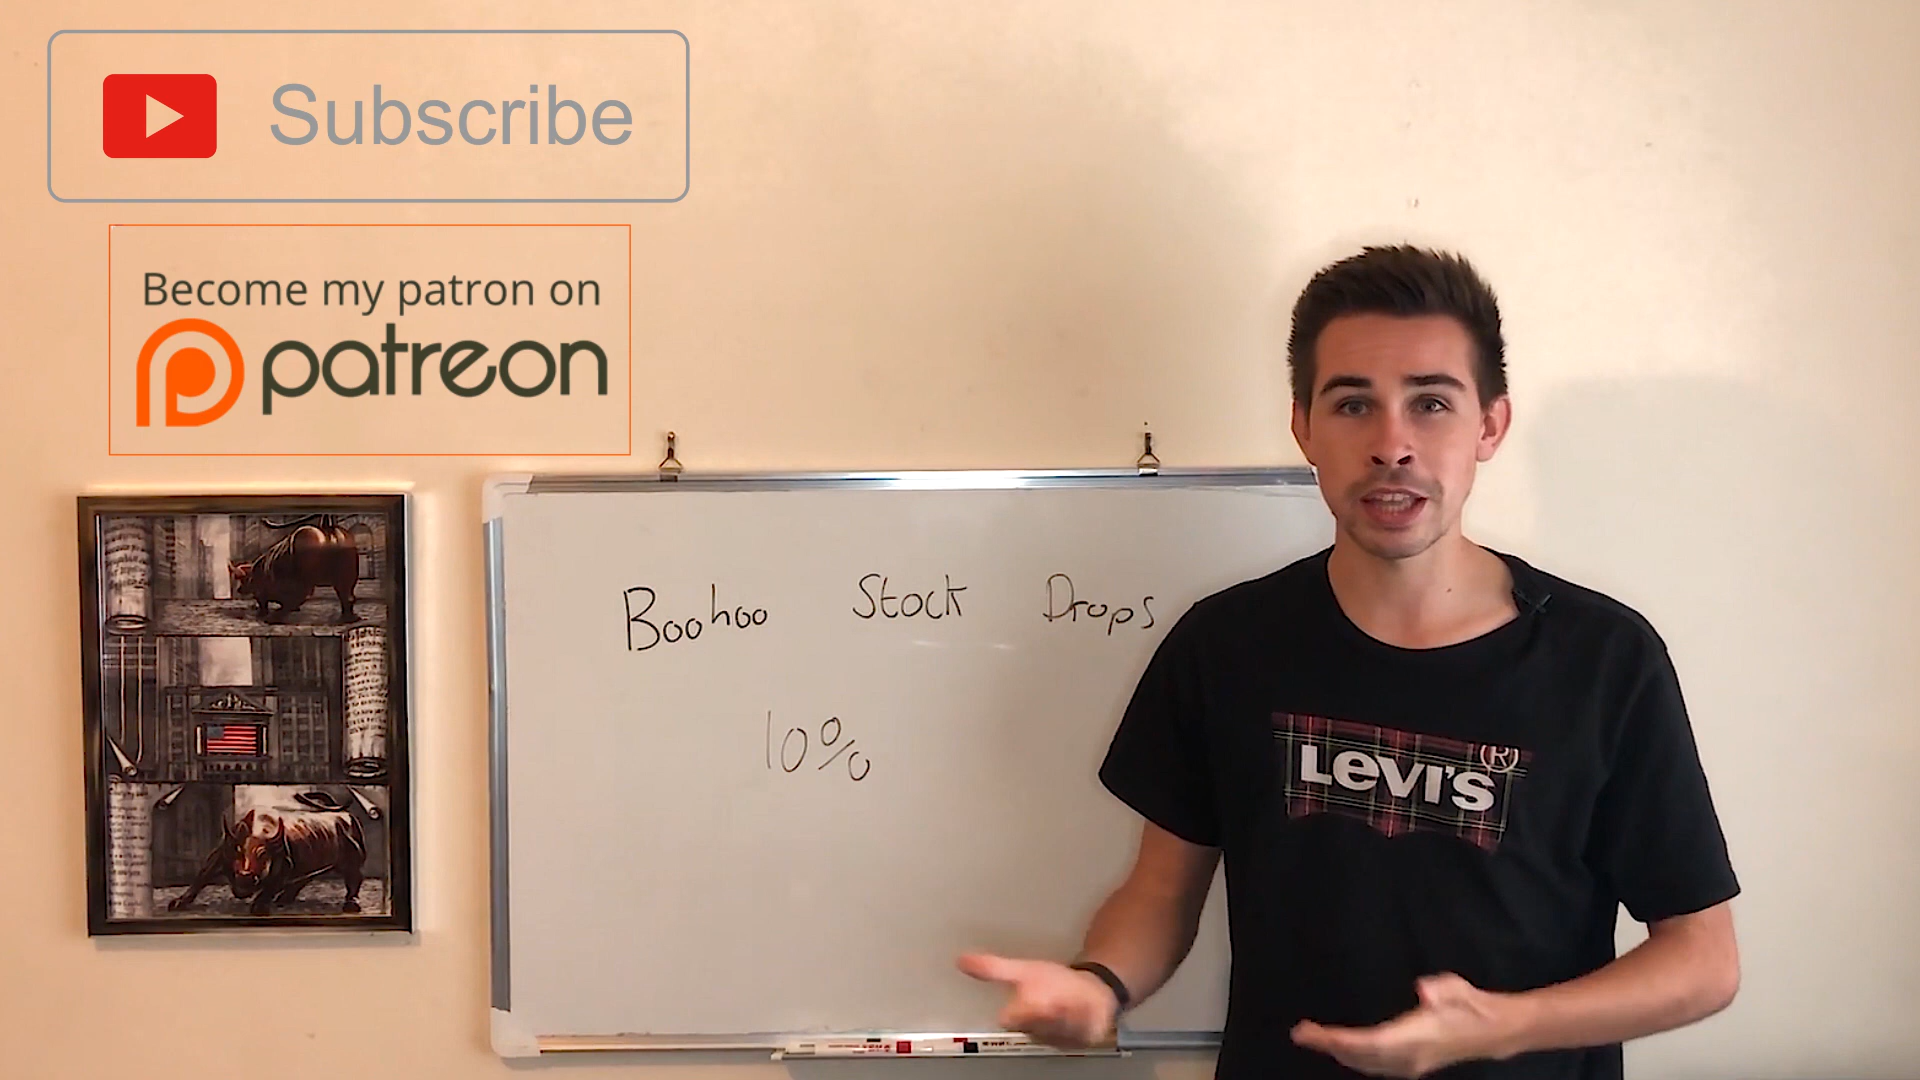 Subscribe
Become my patron on
patreon
Boohoo Stock Drops
10%
LEVI'S®